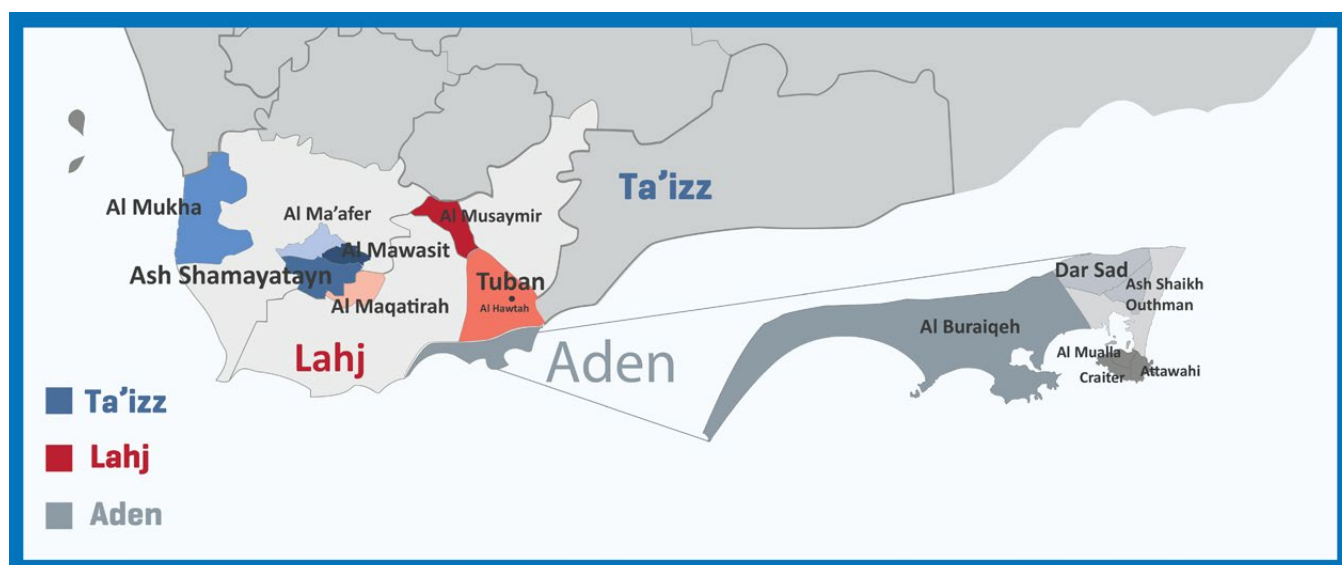 Ta'izz
Al Mukha
Al Ma'afer
Al Musaymir
Al Mawasit
Ash Shamayatayn
Tuban
Al Hawtah
Al Maqatirah
Lahj
Aden
Dar Sad
Ash Shaikh
Outhman
Al Buraiqeh
Al Mualla
Craiter
Attawahi
Ta'izz
Lahj
Aden